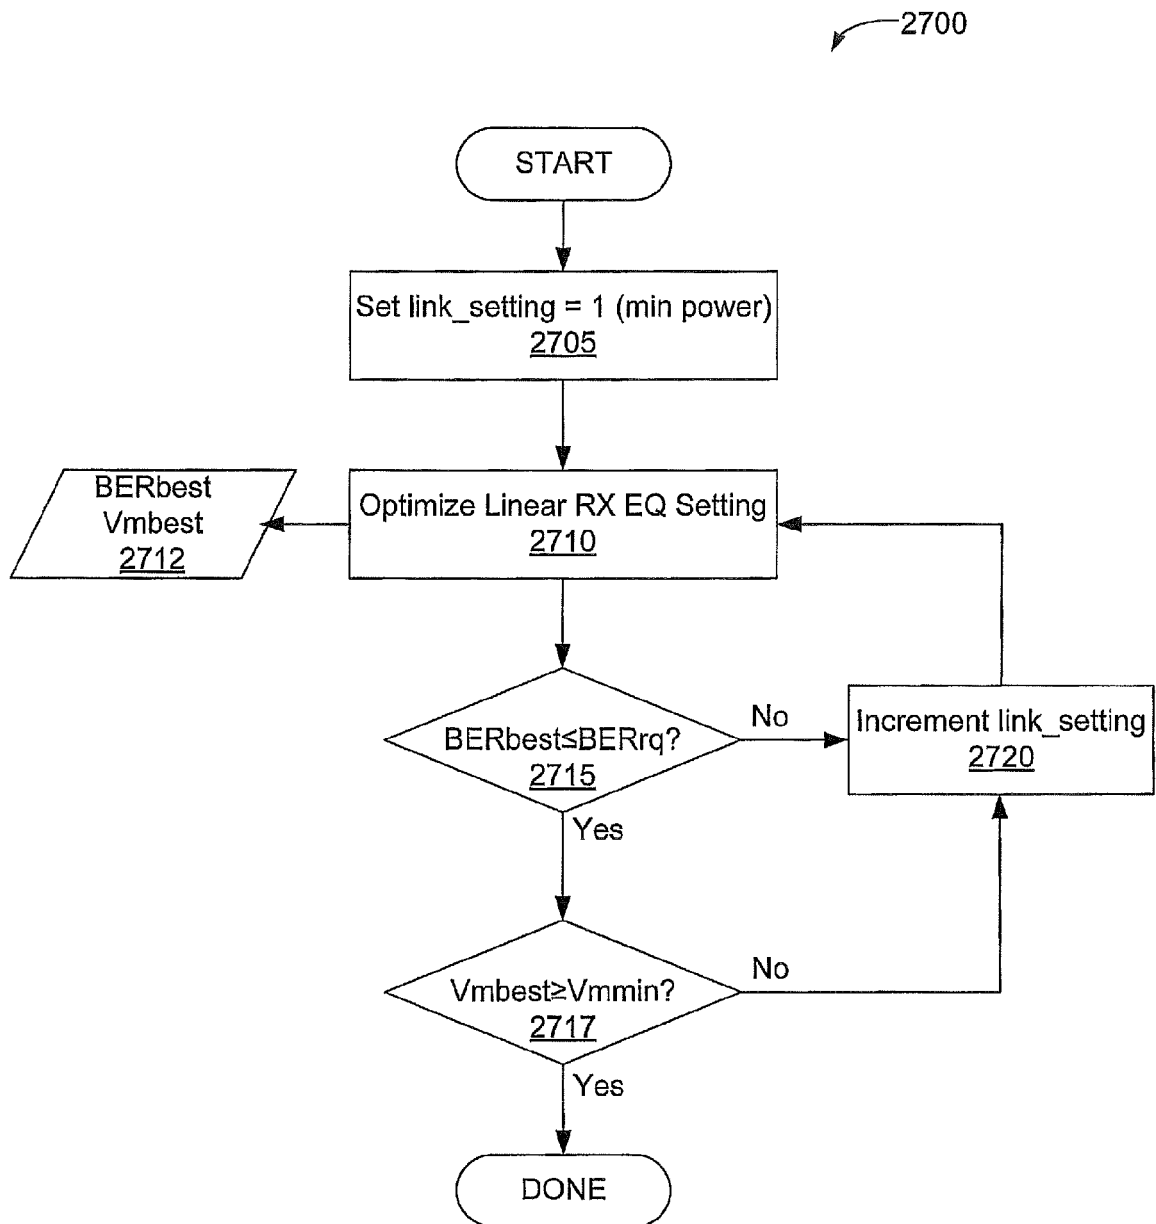 2700
START
Set link_setting = 1 (min power)
2705
BERbest
Vmbest
2712
Optimize Linear RX EQ Setting
2710
BERbest≤BERrq?
2715
No
Increment link_setting
2720
Yes
Vmbest≥Vmmin?
2717
No
Yes
DONE